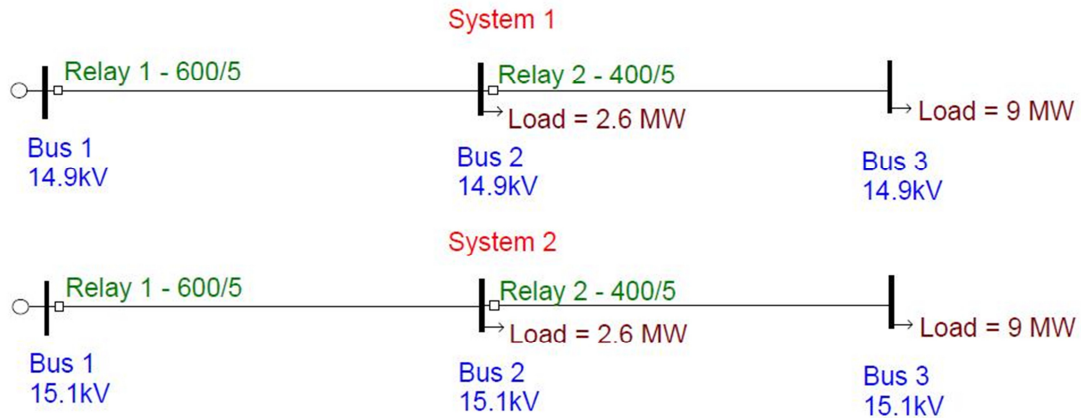 System 1
Relay 1 - 600/5
Relay 2 - 400/5
Load = 2.6 MW
Load = 9 MW
Bus 1
14.9kV
Bus 2
14.9kV
Bus 3
14.9kV
System 2
Relay 1 - 600/5
Relay 2 - 400/5
Load = 2.6 MW
Load = 9 MW
Bus 1
15.1kV
Bus 2
15.1kV
Bus 3
15.1kV